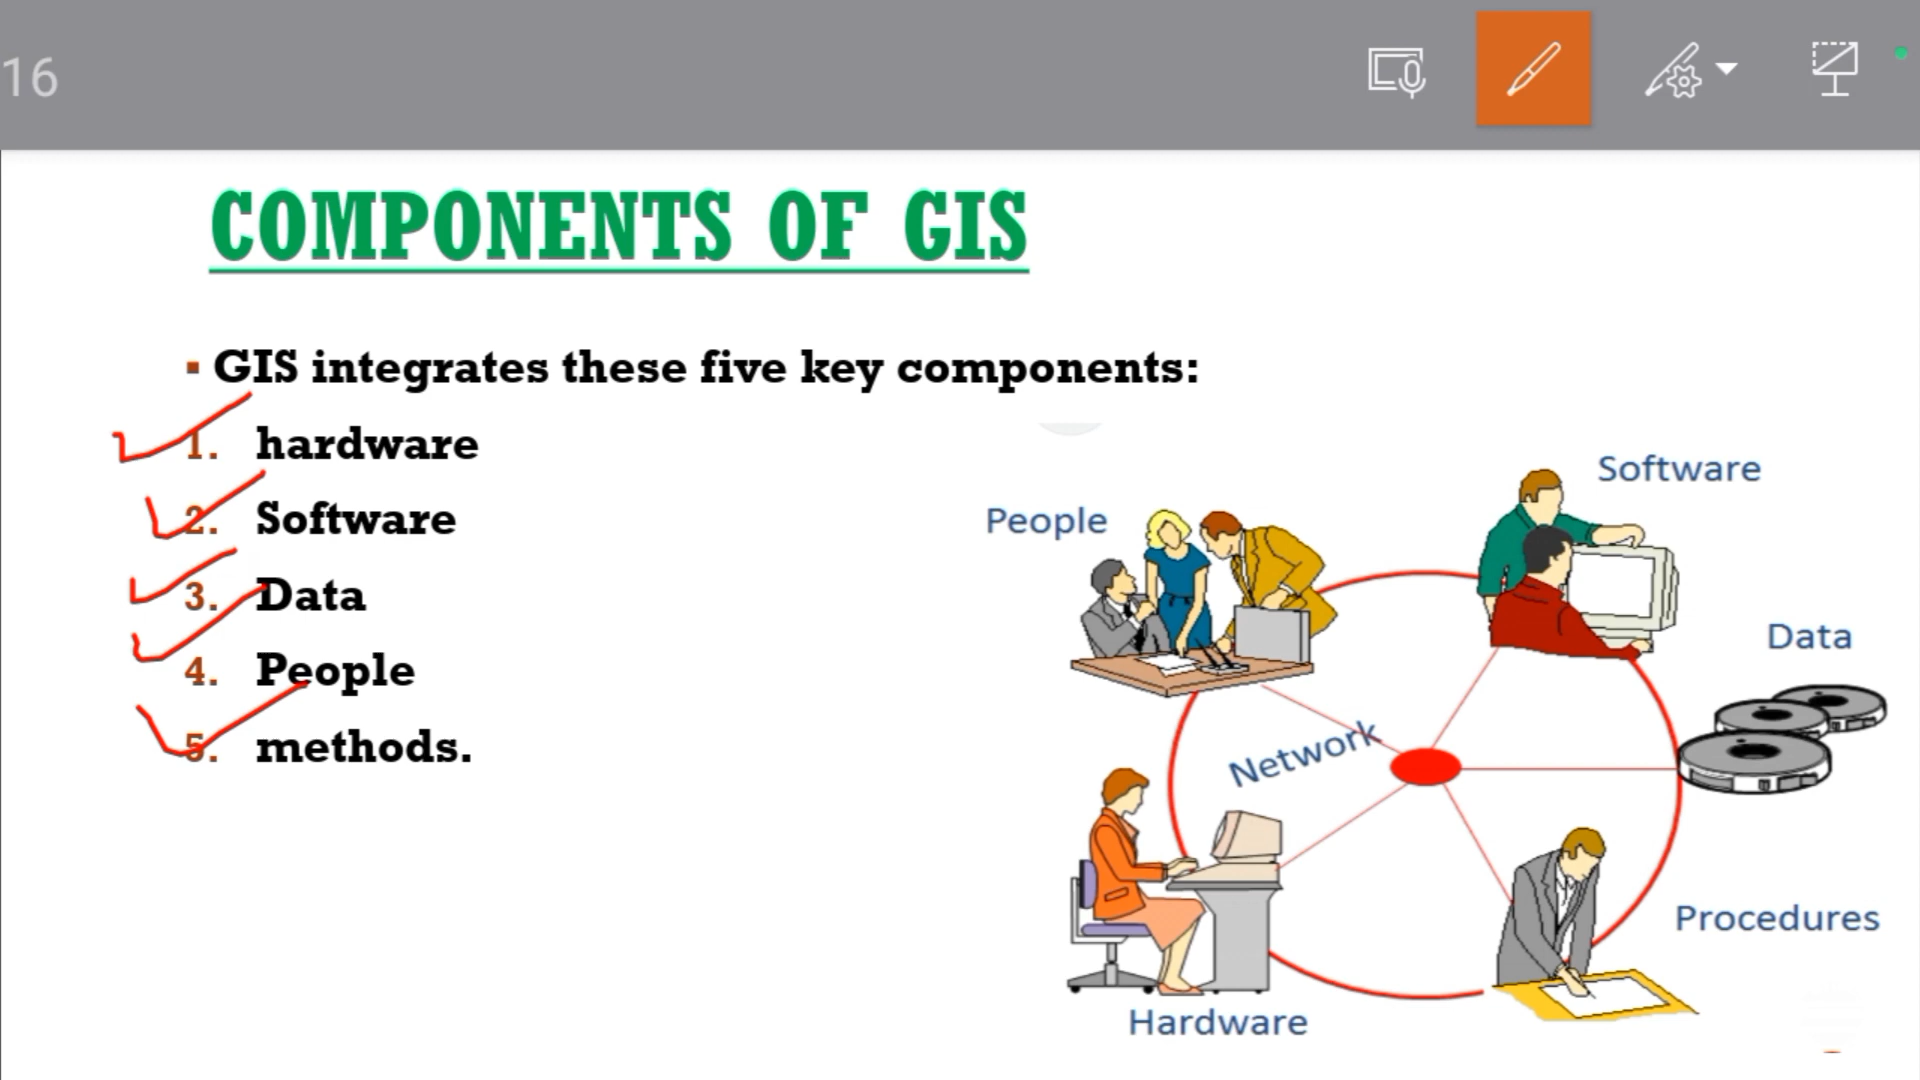 16
COMPONENTS OF GIS
▪ GIS integrates these five key components:
1. hardware
2. Software
3. Data
4. People
5. methods.
Software
People
Data
Network
Procedures
Hardware